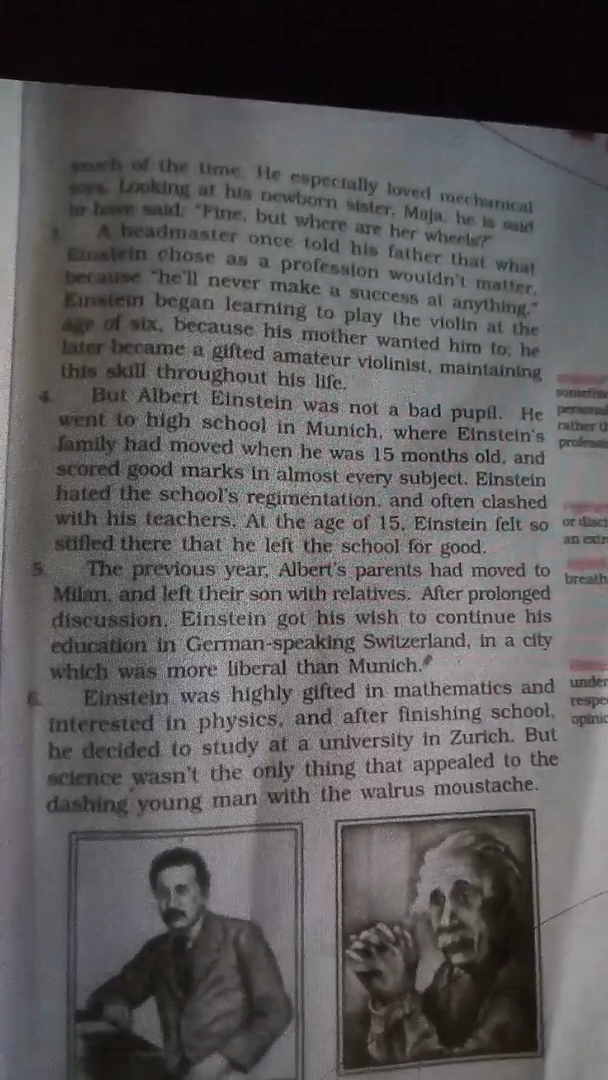 much of the time. He especially loved mechanical
toys. Looking at his newborn sister, Maja, he is said
to have said: "Fine, but where are her wheels?"
3. A headmaster once told his father that what
Einstein chose as a profession wouldn't matter,
because "he'll never make a success at anything."
Einstein began learning to play the violin at the
age of six, because his mother wanted him to; he
later became a gifted amateur violinist, maintaining
this skill throughout his life.
4. But Albert Einstein was not a bad pupil. He
went to high school in Munich, where Einstein's
family had moved when he was 15 months old, and
scored good marks in almost every subject. Einstein
hated the school's regimentation, and often clashed
with his teachers. At the age of 15, Einstein felt so
stifled there that he left the school for good.
5. The previous year, Albert's parents had moved to
Milan, and left their son with relatives. After prolonged
discussion, Einstein got his wish to continue his
education in German-speaking Switzerland, in a city
which was more liberal than Munich.
6. Einstein was highly gifted in mathematics and
interested in physics, and after finishing school,
he decided to study at a university in Zurich. But
science wasn't the only thing that appealed to the
dashing young man with the walrus moustache.
rather
or
an
breath
under